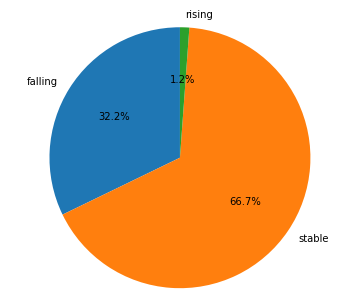 rising
1.2%
falling
32.2%
66.7%
stable